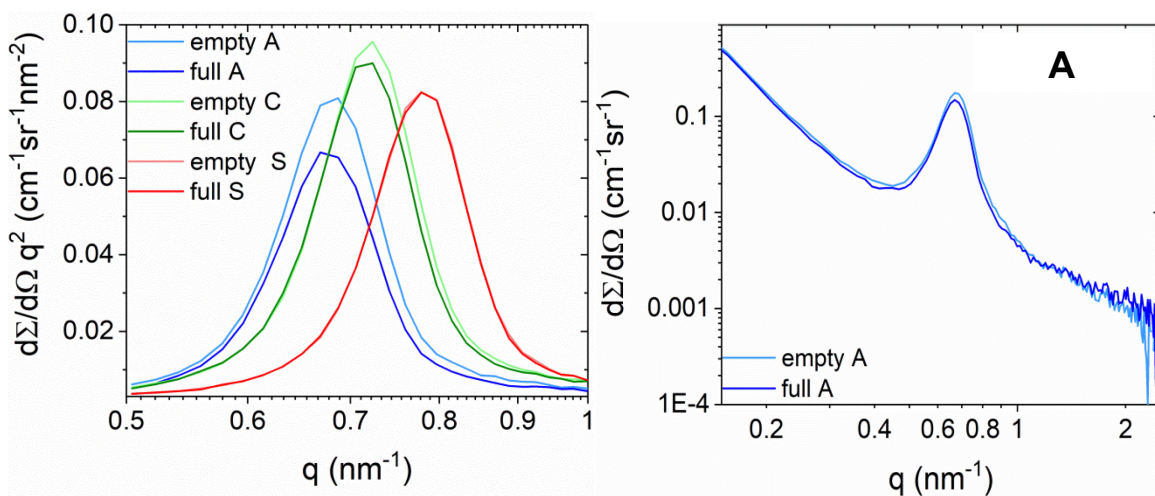 0.10
0.08
0.06
0.04
0.02
dΣ/dΩ q² (cm⁻¹sr⁻¹nm⁻²)
empty A
full A
empty C
full C
empty S
full S
0.5 0.6 0.7 0.8 0.9 1
q (nm⁻¹)
A
0.1
0.01
0.001
1E-4
dΣ/dΩ (cm⁻¹sr⁻¹)
empty A
full A
0.2 0.4 0.6 0.8 1 2
q (nm⁻¹)